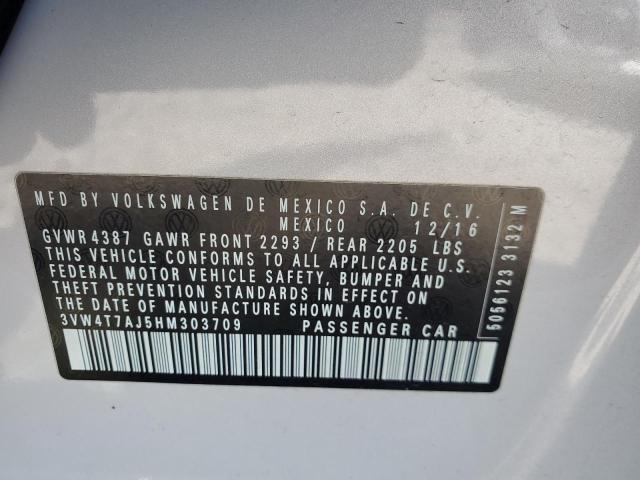 MFD BY VOLKSWAGEN DE MEXICO S.A. DE C.V.
MEXICO 12/16
GVWR 4387 GAWR FRONT 2293 / REAR 2205 LBS
THIS VEHICLE CONFORMS TO ALL APPLICABLE U.S.
FEDERAL MOTOR VEHICLE SAFETY, BUMPER AND
THEFT PREVENTION STANDARDS IN EFFECT ON
THE DATE OF MANUFACTURE SHOWN ABOVE.
3VW4T7AJ5HM303709 PASSENGER CAR
5056123 3132 M